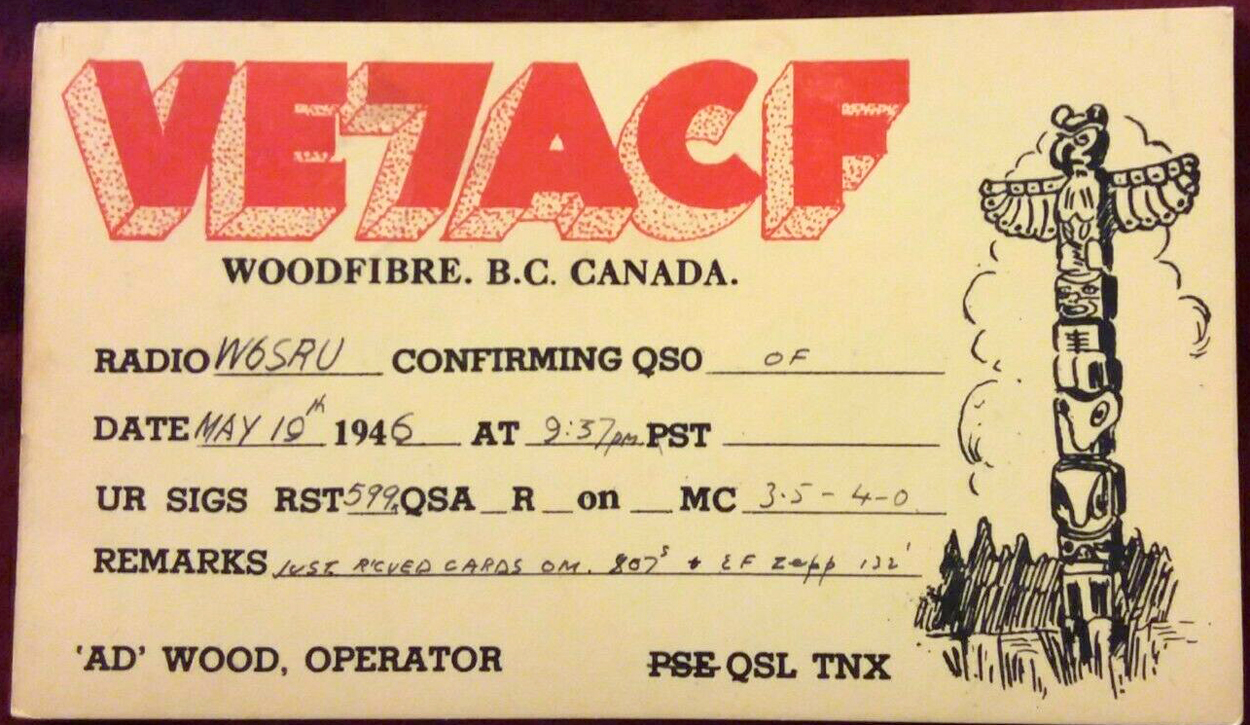 VE7ACF
WOODFIBRE. B.C. CANADA.
RADIO W6SRU CONFIRMING QSO OF
DATE MAY 19th 1946 AT 9:37pm. PST
UR SIGS RST 599x QSA R on MC 3.5 - 4-0
REMARKS JUST R'CVED CARDS OM. 807s + EF Zepp 132'
'AD' WOOD, OPERATOR PSE QSL TNX